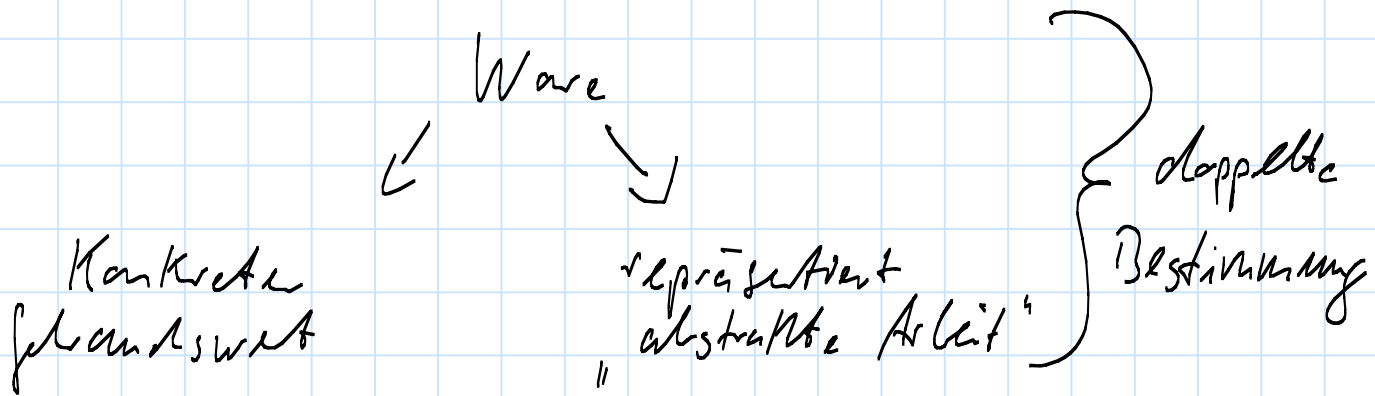 Ware
doppelte
Bestimmung
Konkreter
Gebrauchswert
repräsentiert
„abstrakte Arbeit“